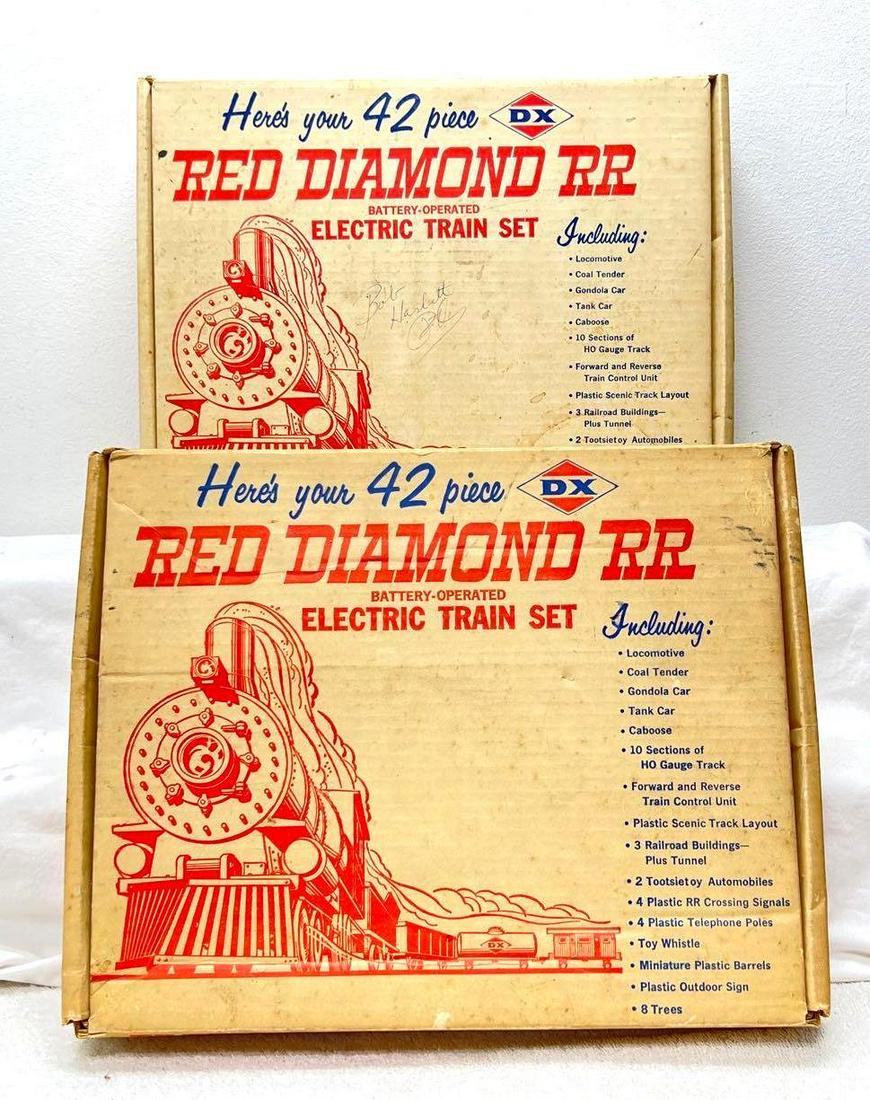 Here's your 42 piece DX
RED DIAMOND RR
BATTERY-OPERATED
ELECTRIC TRAIN SET
Including:
• Locomotive
• Coal Tender
• Gondola Car
• Tank Car
• Caboose
• 10 Sections of
HO Gauge Track
• Forward and Reverse
Train Control Unit
• Plastic Scenic Track Layout
• 3 Railroad Buildings—
Plus Tunnel
• 2 Tootsietoy Automobiles
Bob
Here's your 42 piece DX
RED DIAMOND RR
BATTERY-OPERATED
ELECTRIC TRAIN SET
Including:
• Locomotive
• Coal Tender
• Gondola Car
• Tank Car
• Caboose
• 10 Sections of
HO Gauge Track
• Forward and Reverse
Train Control Unit
• Plastic Scenic Track Layout
• 3 Railroad Buildings—
Plus Tunnel
• 2 Tootsietoy Automobiles
• 4 Plastic RR Crossing Signals
• 4 Plastic Telephone Poles
• Toy Whistle
• Miniature Plastic Barrels
• Plastic Outdoor Sign
• 8 Trees
DX